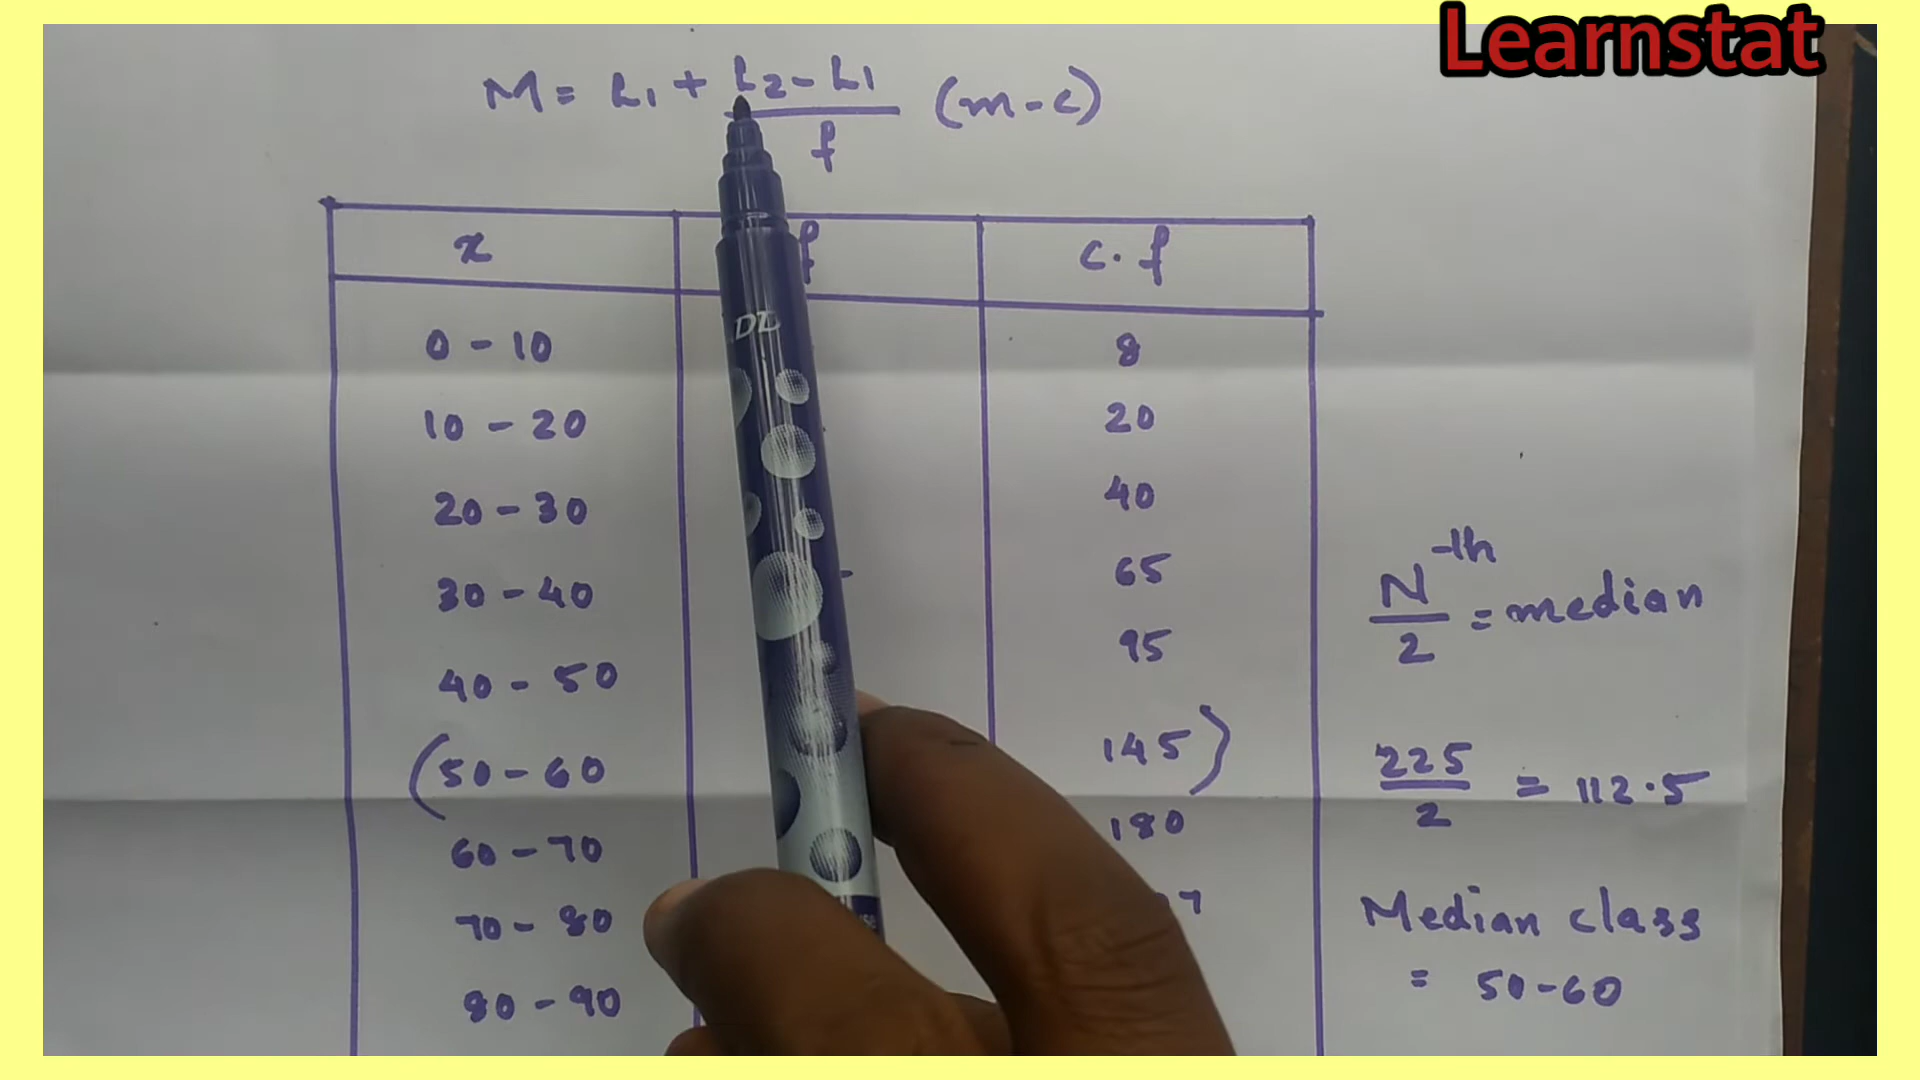 Learnstat
M = L1 + L2 - L1 / f (m - c)
x f c.f
0 - 10 8
10 - 20 20
20 - 30 40
30 - 40 65
40 - 50 95
(50 - 60 145)
60 - 70 180
70 - 80
80 - 90
N/2 -th = median
225/2 = 112.5
Median class
= 50-60